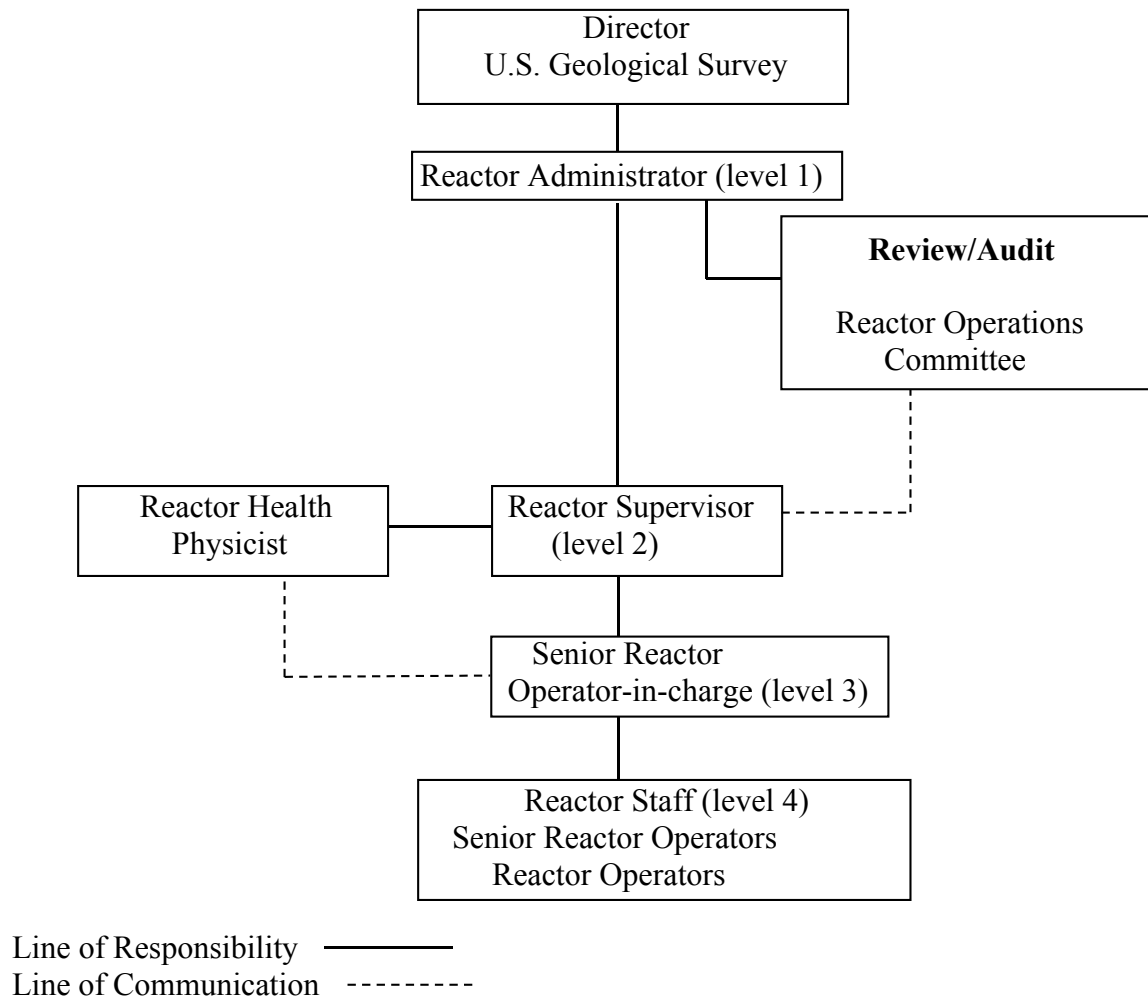 Director
U.S. Geological Survey
Reactor Administrator (level 1)
Review/Audit
Reactor Operations
Committee
Reactor Health
Physicist
Reactor Supervisor
(level 2)
Senior Reactor
Operator-in-charge (level 3)
Reactor Staff (level 4)
Senior Reactor Operators
Reactor Operators
Line of Responsibility
Line of Communication